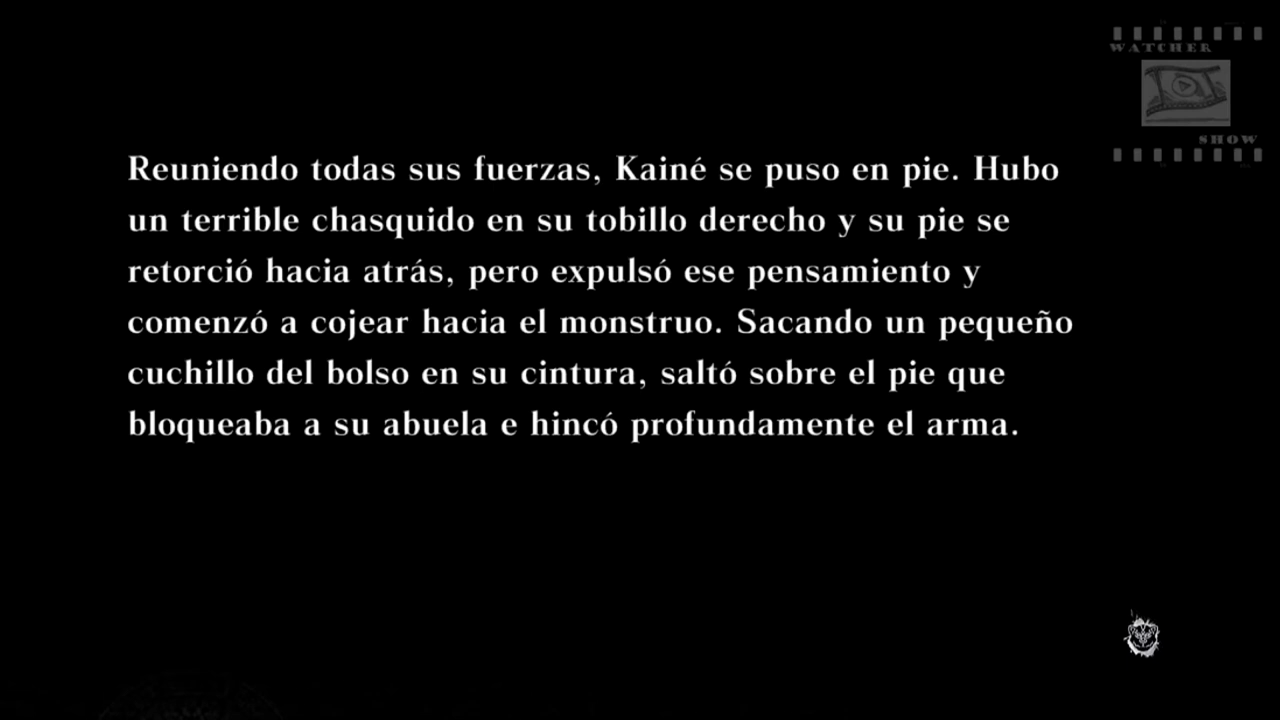 WATCHER
SHOW
Reuniendo todas sus fuerzas, Kainé se puso en pie. Hubo
un terrible chasquido en su tobillo derecho y su pie se
retorció hacia atrás, pero expulsó ese pensamiento y
comenzó a cojear hacia el monstruo. Sacando un pequeño
cuchillo del bolso en su cintura, saltó sobre el pie que
bloqueaba a su abuela e hincó profundamente el arma.